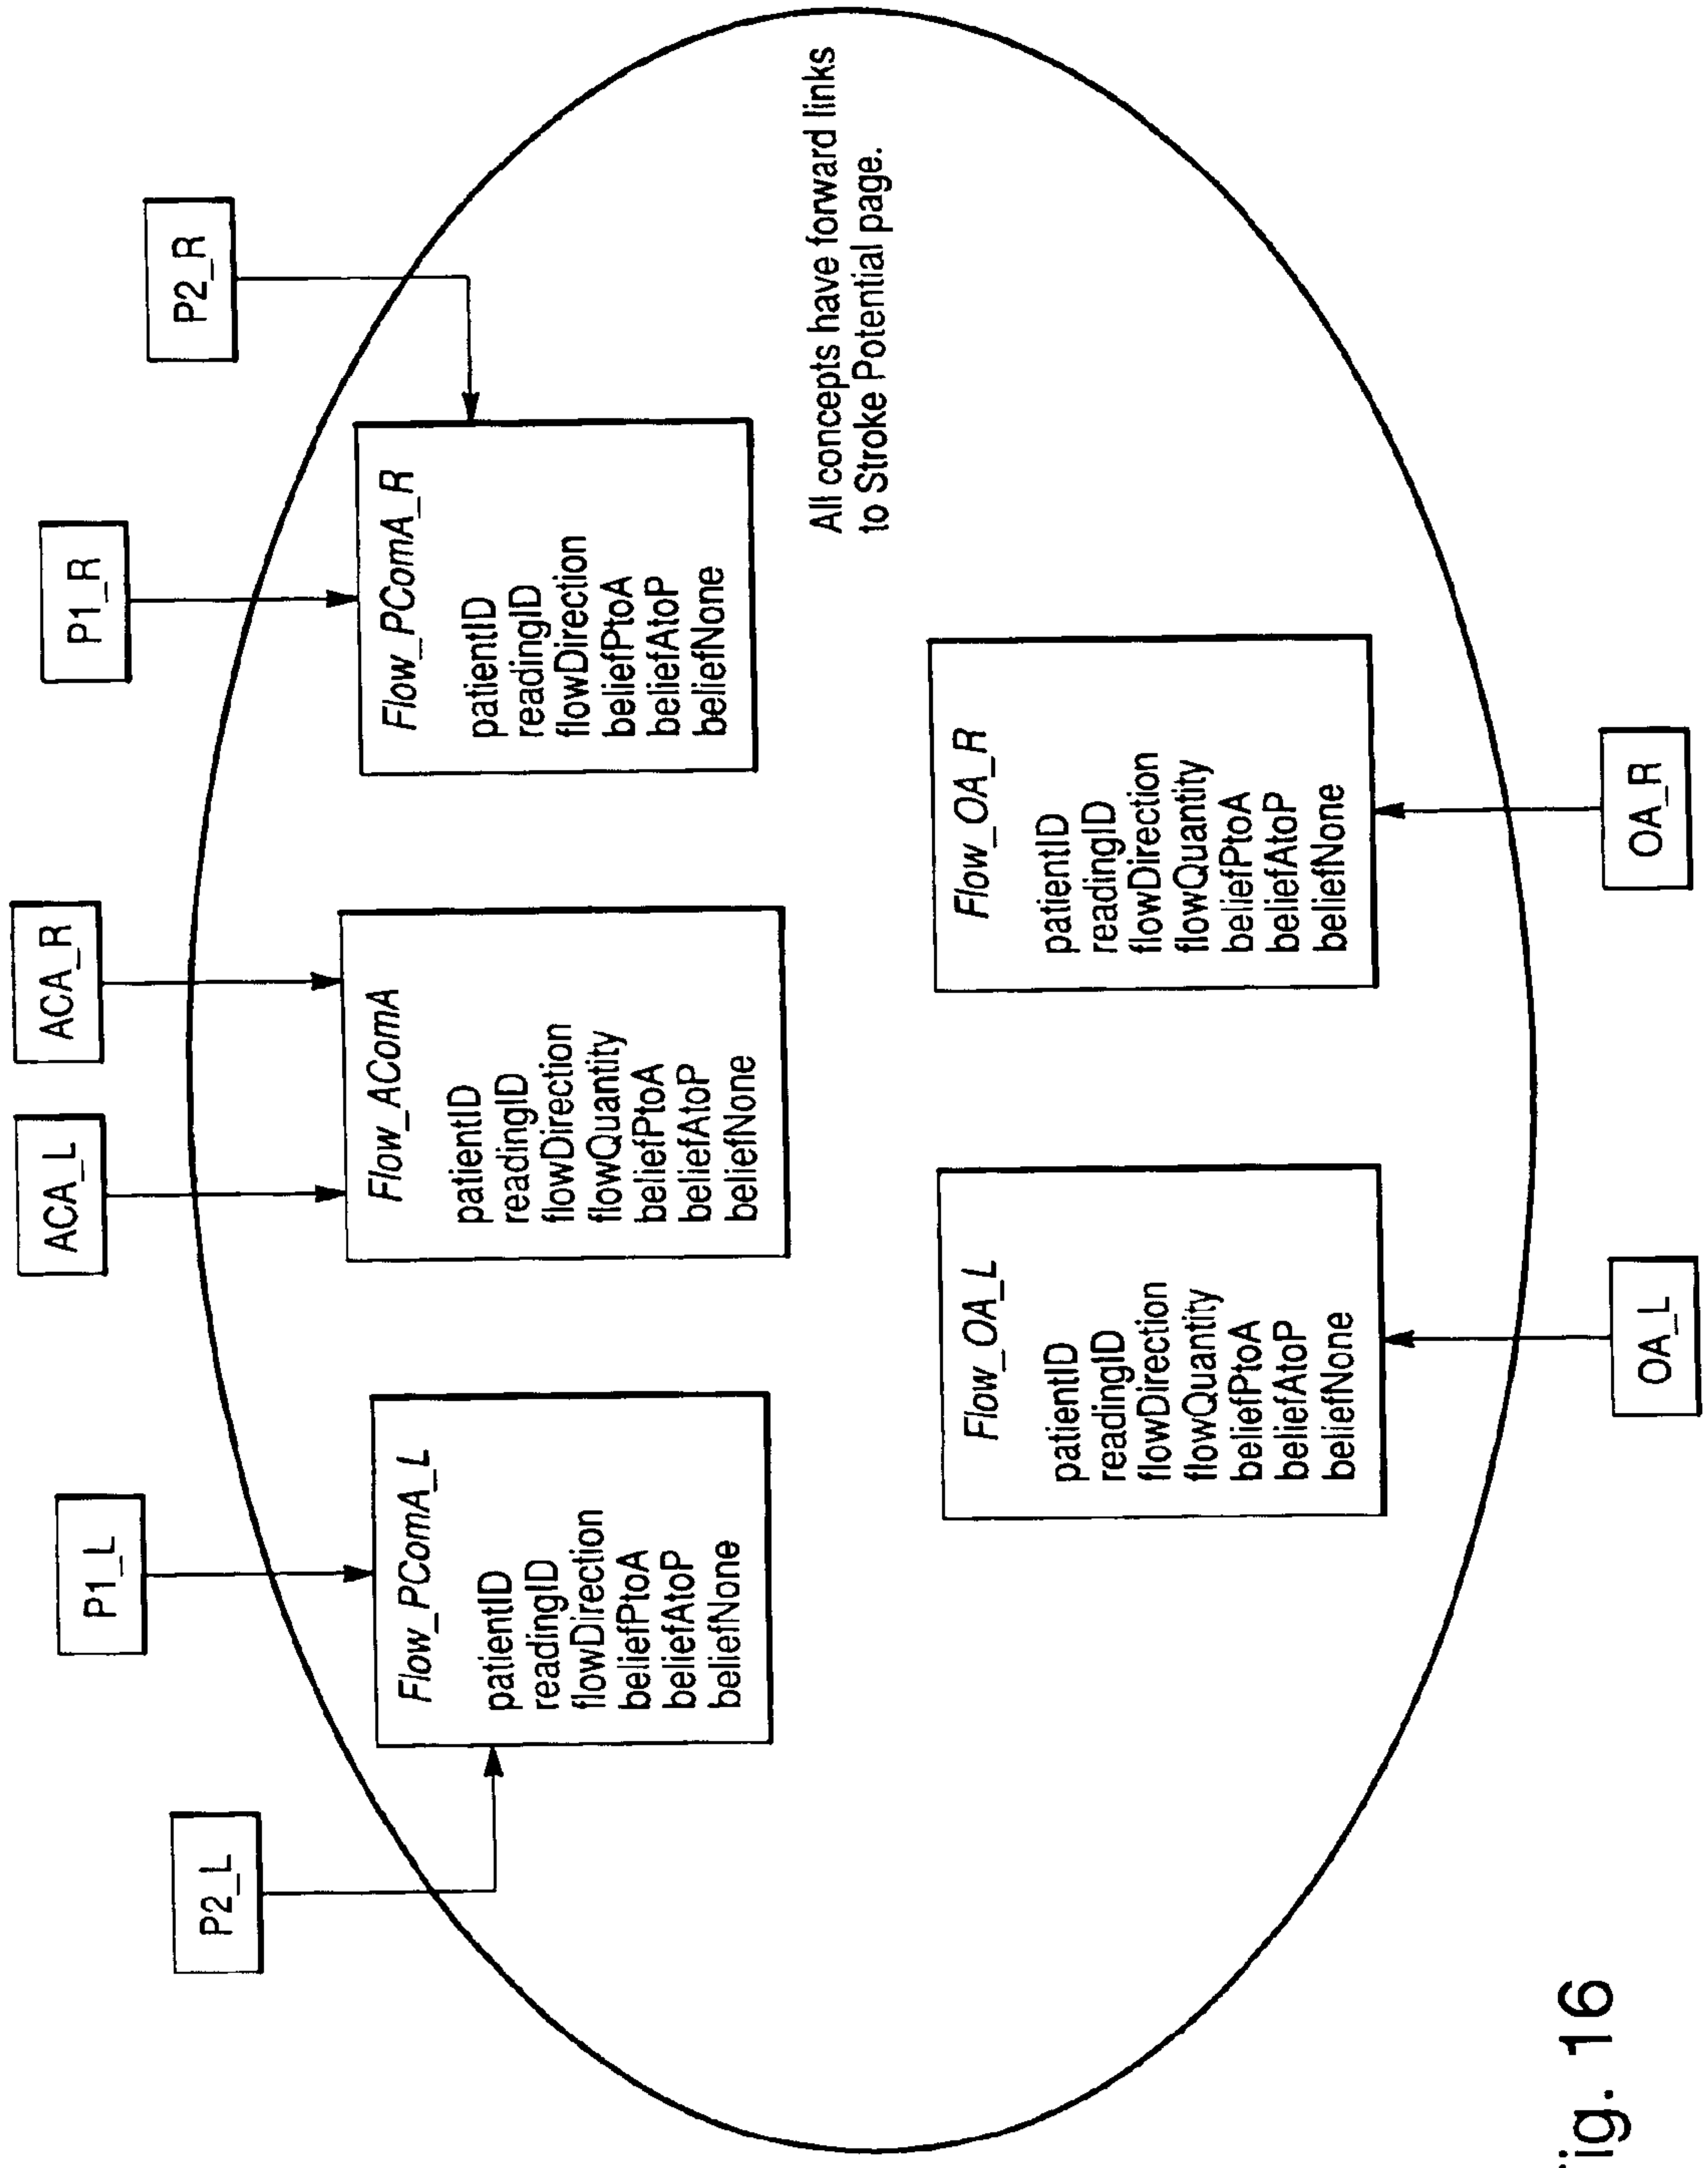 P2_L
P1_L
ACA_L
ACA_R
P1_R
P2_R
Flow_PComA_L
patientID
readingID
flowDirection
beliefPtoA
beliefAtoP
beliefNone
Flow_AComA
patientID
readingID
flowDirection
flowQuantity
beliefPtoA
beliefAtoP
beliefNone
Flow_PComA_R
patientID
readingID
flowDirection
beliefPtoA
beliefAtoP
beliefNone
All concepts have forward links
to Stroke Potential page.
Flow_OA_L
patientID
readingID
flowDirection
flowQuantity
beliefPtoA
beliefAtoP
beliefNone
Flow_OA_R
patientID
readingID
flowDirection
flowQuantity
beliefPtoA
beliefAtoP
beliefNone
OA_L
OA_R
Fig. 16